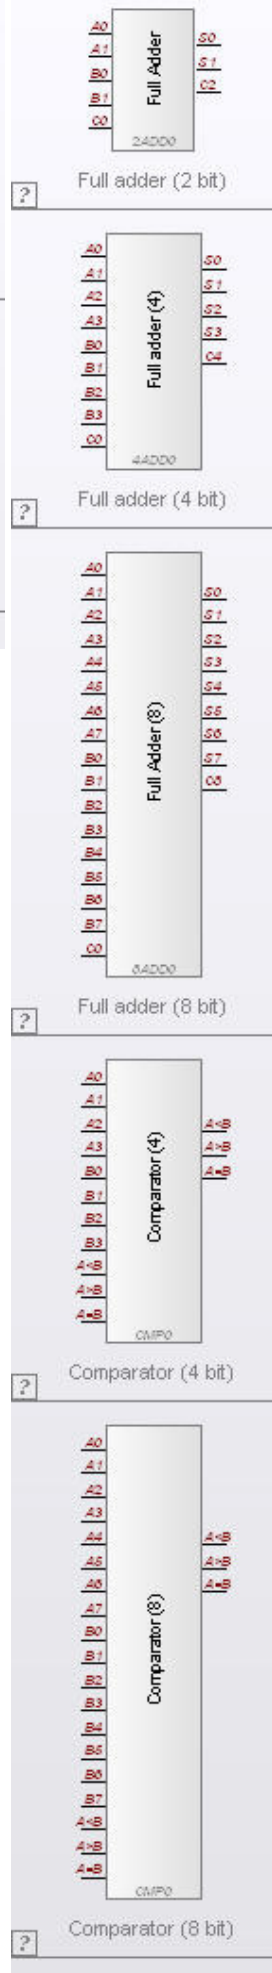 A0
A1
B0
B1
C0
Full Adder
S0
S1
C2
2ADD0
Full adder (2 bit)
?
A0
A1
A2
A3
B0
B1
B2
B3
C0
Full adder (4)
S0
S1
S2
S3
C4
4ADD0
Full adder (4 bit)
?
A0
A1
A2
A3
A4
A5
A6
A7
B0
B1
B2
B3
B4
B5
B6
B7
C0
Full Adder (8)
S0
S1
S2
S3
S4
S5
S6
S7
C8
8ADD0
Full adder (8 bit)
?
A0
A1
A2
A3
B0
B1
B2
B3
A<B
A>B
A=B
Comparator (4)
A<B
A>B
A=B
CMP0
Comparator (4 bit)
?
A0
A1
A2
A3
A4
A5
A6
A7
B0
B1
B2
B3
B4
B5
B6
B7
A<B
A>B
A=B
Comparator (8)
A<B
A>B
A=B
CMP0
Comparator (8 bit)
?